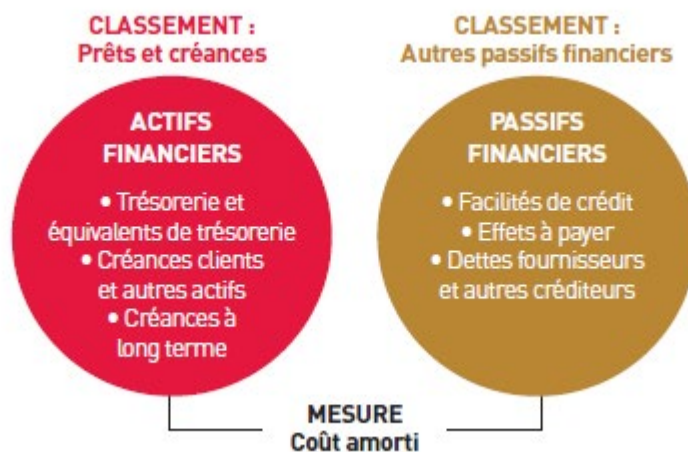 CLASSEMENT :
Prêts et créances
ACTIFS
FINANCIERS
• Trésorerie et
équivalents de trésorerie
• Créances clients
et autres actifs
• Créances à
long terme
CLASSEMENT :
Autres passifs financiers
PASSIFS
FINANCIERS
• Facilités de crédit
• Effets à payer
• Dettes fournisseurs
et autres créditeurs
MESURE
Coût amorti